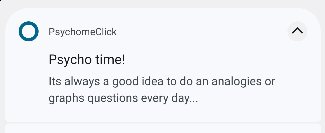 PsychomeClick
Psycho time!
Its always a good idea to do an analogies or
graphs questions every day...